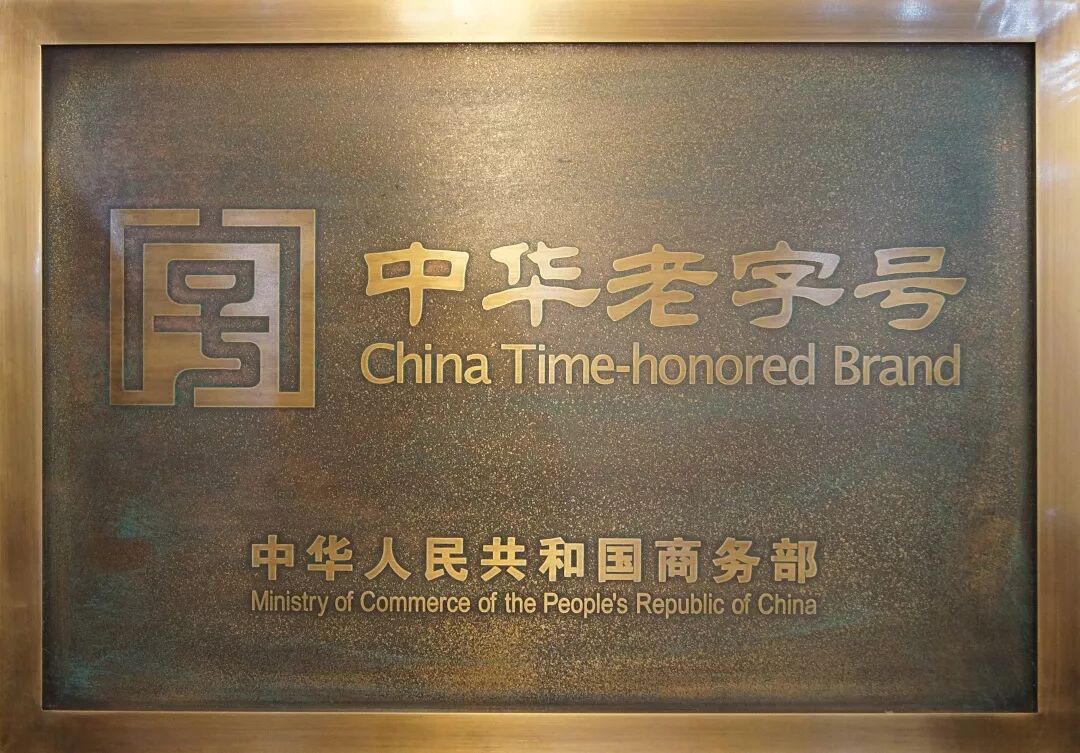 中华老字号
China Time-honored Brand
中华人民共和国商务部
Ministry of Commerce of the People's Republic of China